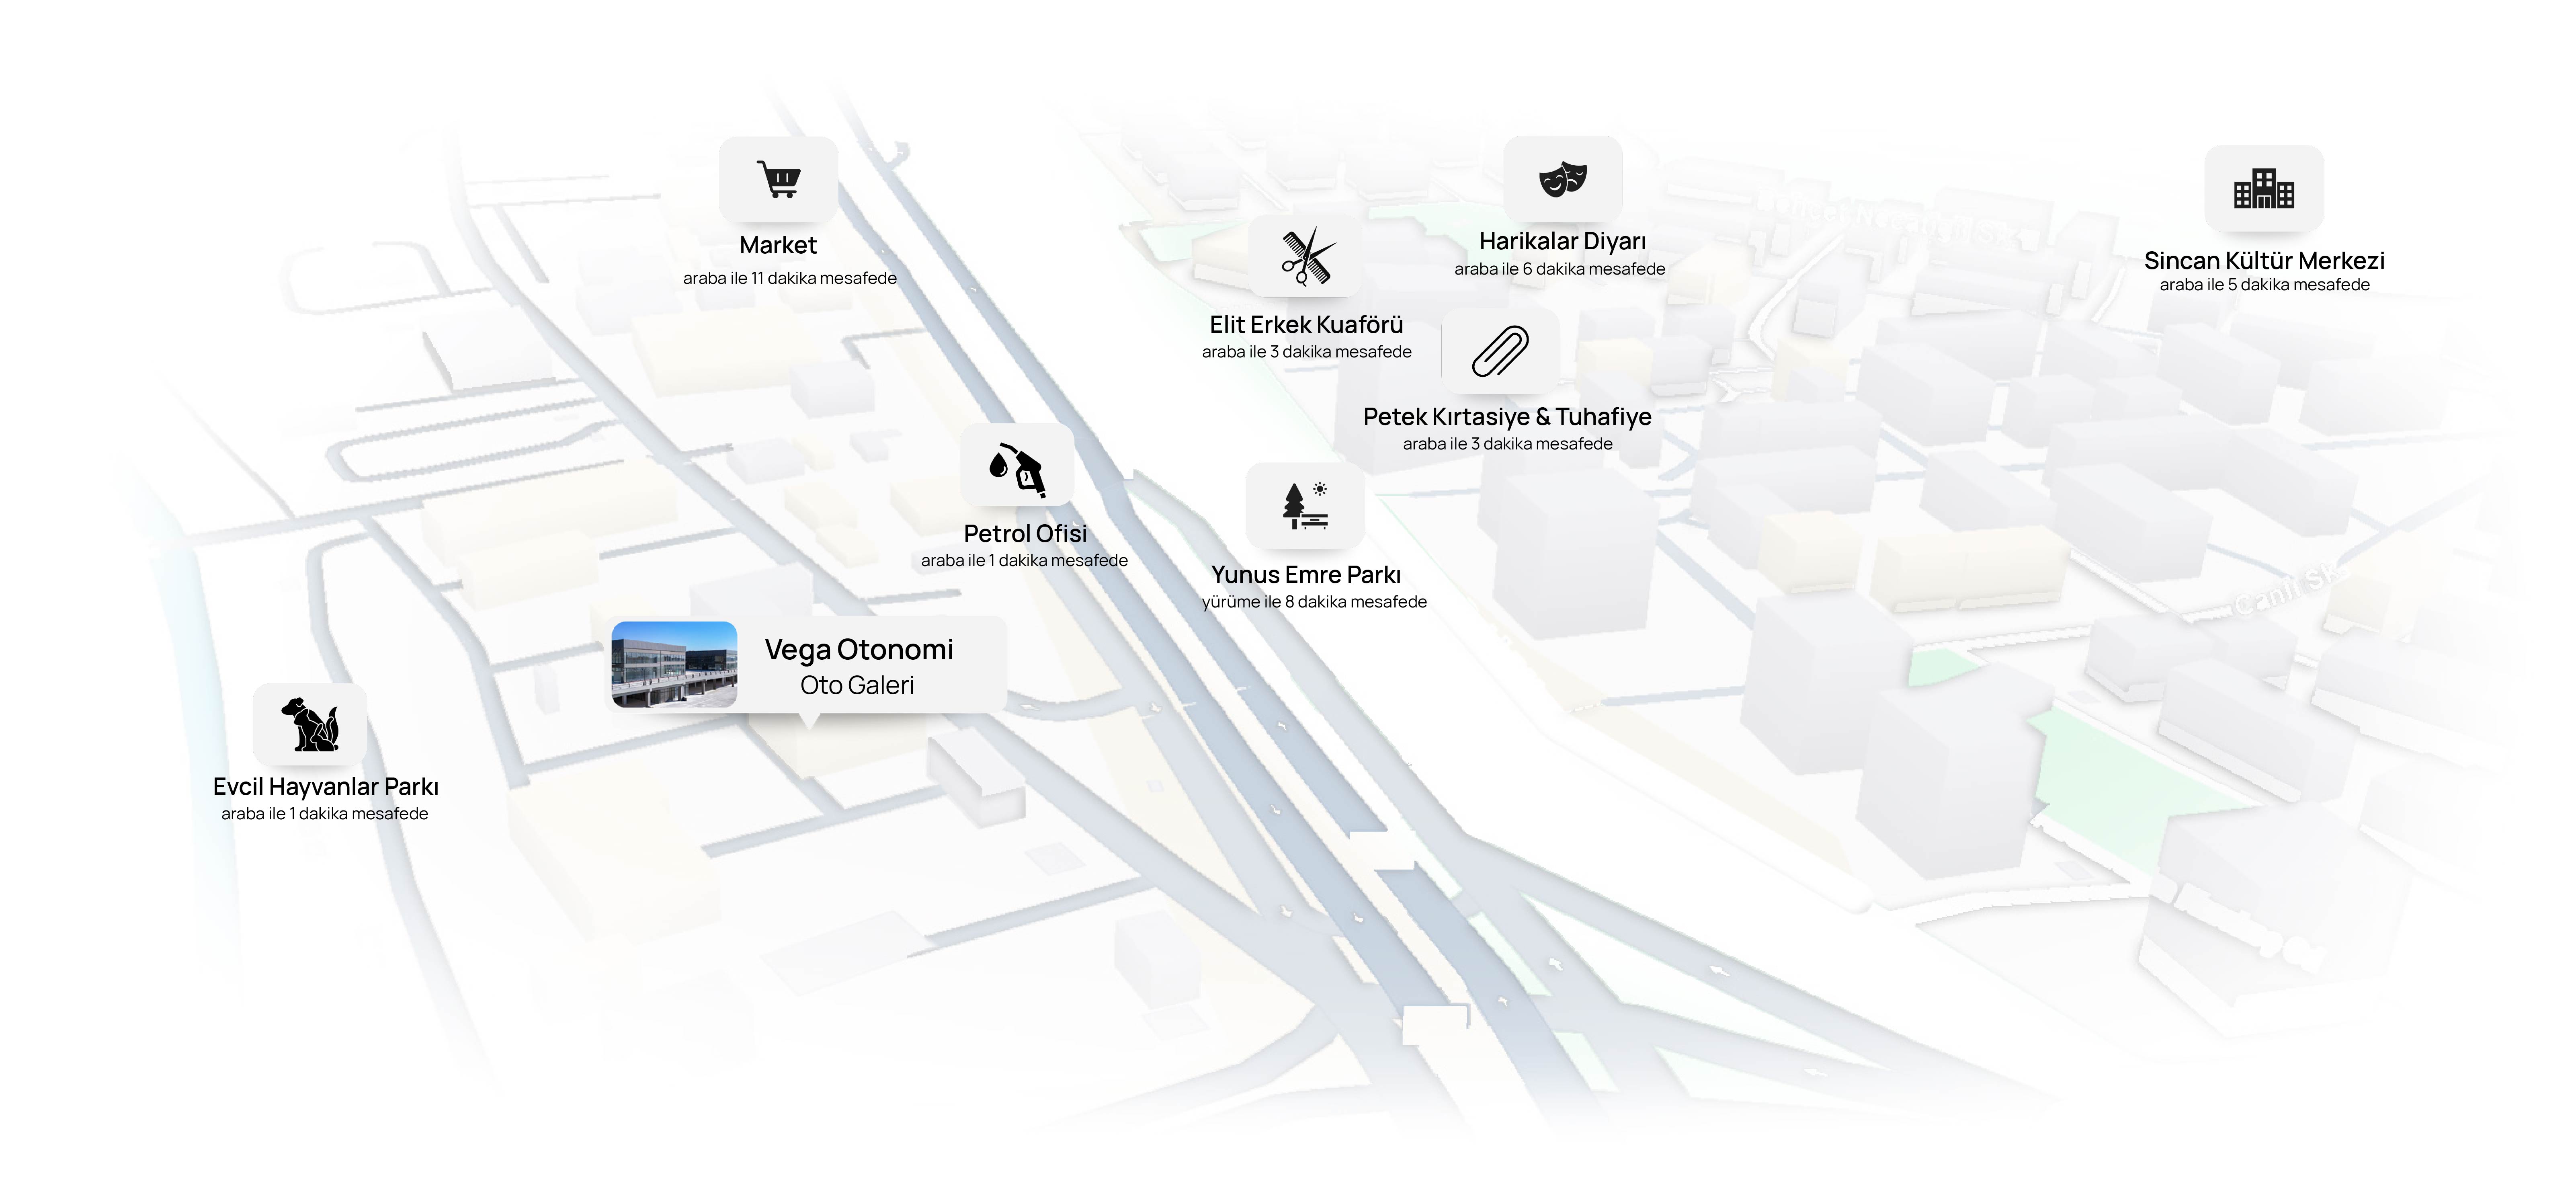 Market
araba ile 11 dakika mesafede
Harikalar Diyarı
araba ile 6 dakika mesafede
Sincan Kültür Merkezi
araba ile 5 dakika mesafede
Elit Erkek Kuaförü
araba ile 3 dakika mesafede
Petek Kırtasiye & Tuhafiye
araba ile 3 dakika mesafede
Petrol Ofisi
araba ile 1 dakika mesafede
Yunus Emre Parkı
yürüme ile 8 dakika mesafede
Canfi Sk.
Vega Otonomi
Oto Galeri
Evcil Hayvanlar Parkı
araba ile 1 dakika mesafede